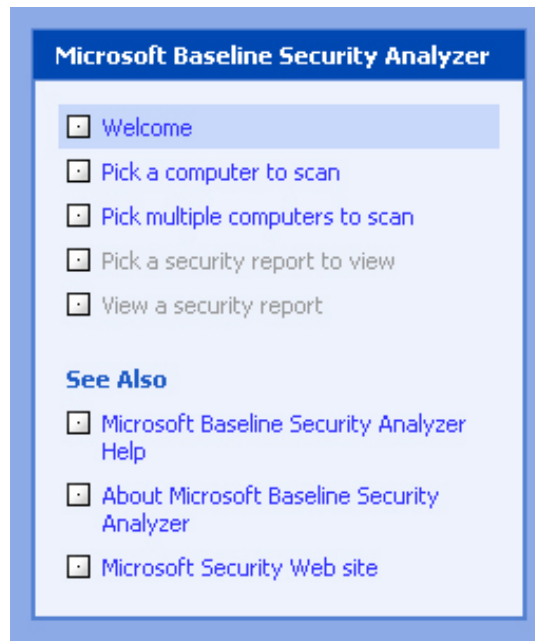 Microsoft Baseline Security Analyzer
Welcome
Pick a computer to scan
Pick multiple computers to scan
Pick a security report to view
View a security report
See Also
Microsoft Baseline Security Analyzer
Help
About Microsoft Baseline Security
Analyzer
Microsoft Security Web site